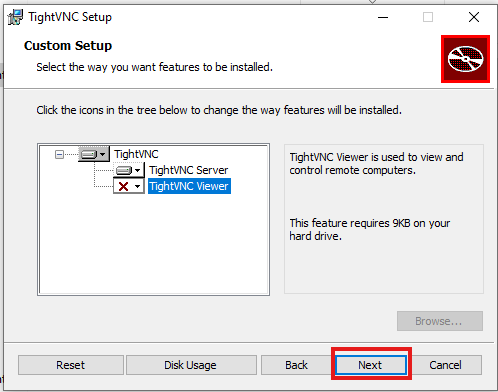 TightVNC Setup
Custom Setup
Select the way you want features to be installed.
Click the icons in the tree below to change the way features will be installed.
TightVNC
TightVNC Server
TightVNC Viewer
TightVNC Viewer is used to view and
control remote computers.
This feature requires 9KB on your
hard drive.
Browse...
Reset
Disk Usage
Back
Next
Cancel